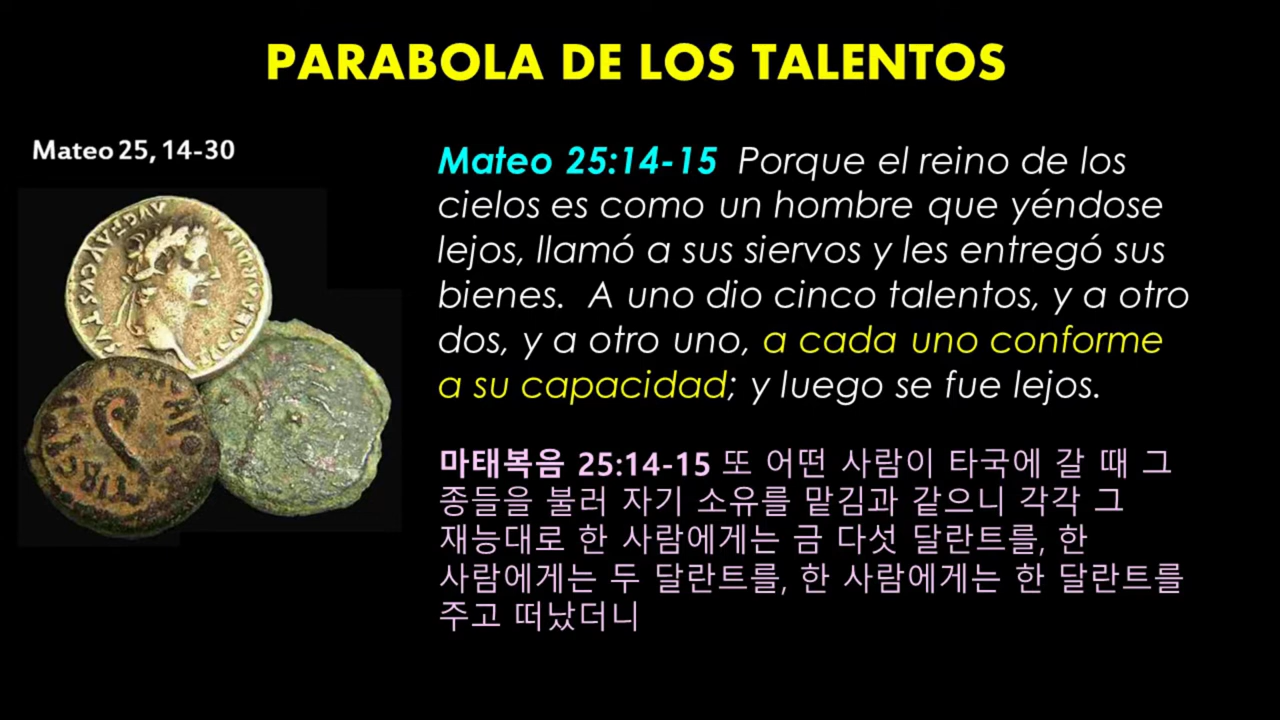 PARABOLA DE LOS TALENTOS
Mateo 25, 14-30
Mateo 25:14-15 Porque el reino de los
cielos es como un hombre que yéndose
lejos, llamó a sus siervos y les entregó sus
bienes. A uno dio cinco talentos, y a otro
dos, y a otro uno, a cada uno conforme
a su capacidad; y luego se fue lejos.
마태복음 25:14-15 또 어떤 사람이 타국에 갈 때 그
종들을 불러 자기 소유를 맡김과 같으니 각각 그
재능대로 한 사람에게는 금 다섯 달란트를, 한
사람에게는 두 달란트를, 한 사람에게는 한 달란트를
주고 떠났더니